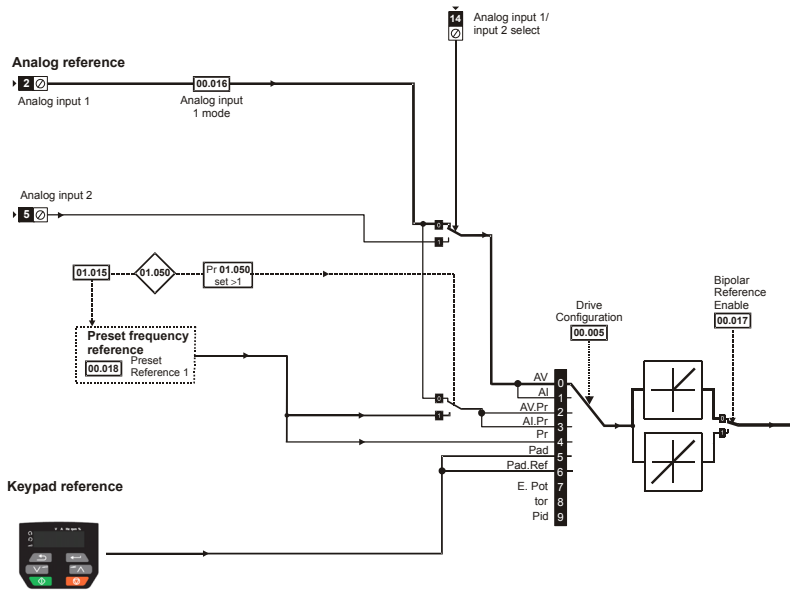 14
Analog input 1/
input 2 select
Analog reference
2
00.016
Analog input 1
Analog input
1 mode
Analog input 2
5
0
1
01.015
01.050
Pr 01.050
set >1
Preset frequency
reference
00.018
Preset
Reference 1
0
1
Drive
Configuration
00.005
Bipolar
Reference
Enable
00.017
AV 0
AI 1
AV.Pr 2
AI.Pr 3
Pr 4
Pad 5
Pad.Ref 6
E. Pot 7
tor 8
Pid 9
0
1
Keypad reference